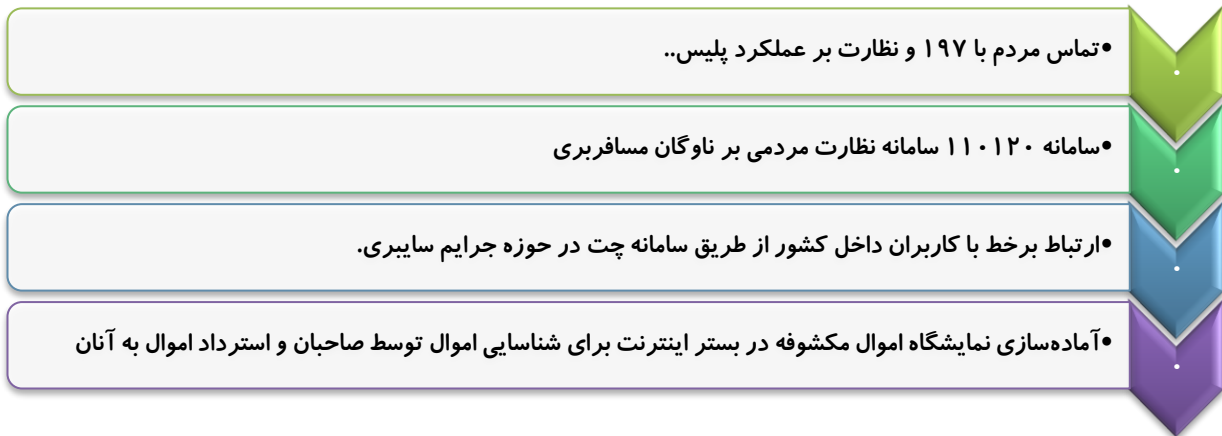 •تماس مردم با ۱۹۷ و نظارت بر عملکرد پلیس..
•سامانه ۱۱۰۱۲۰ سامانه نظارت مردمی بر ناوگان مسافربری
•ارتباط برخط با کاربران داخل کشور از طریق سامانه چت در حوزه جرایم سایبری.
•آماده‌سازی نمایشگاه اموال مکشوفه در بستر اینترنت برای شناسایی اموال توسط صاحبان و استرداد اموال به آنان